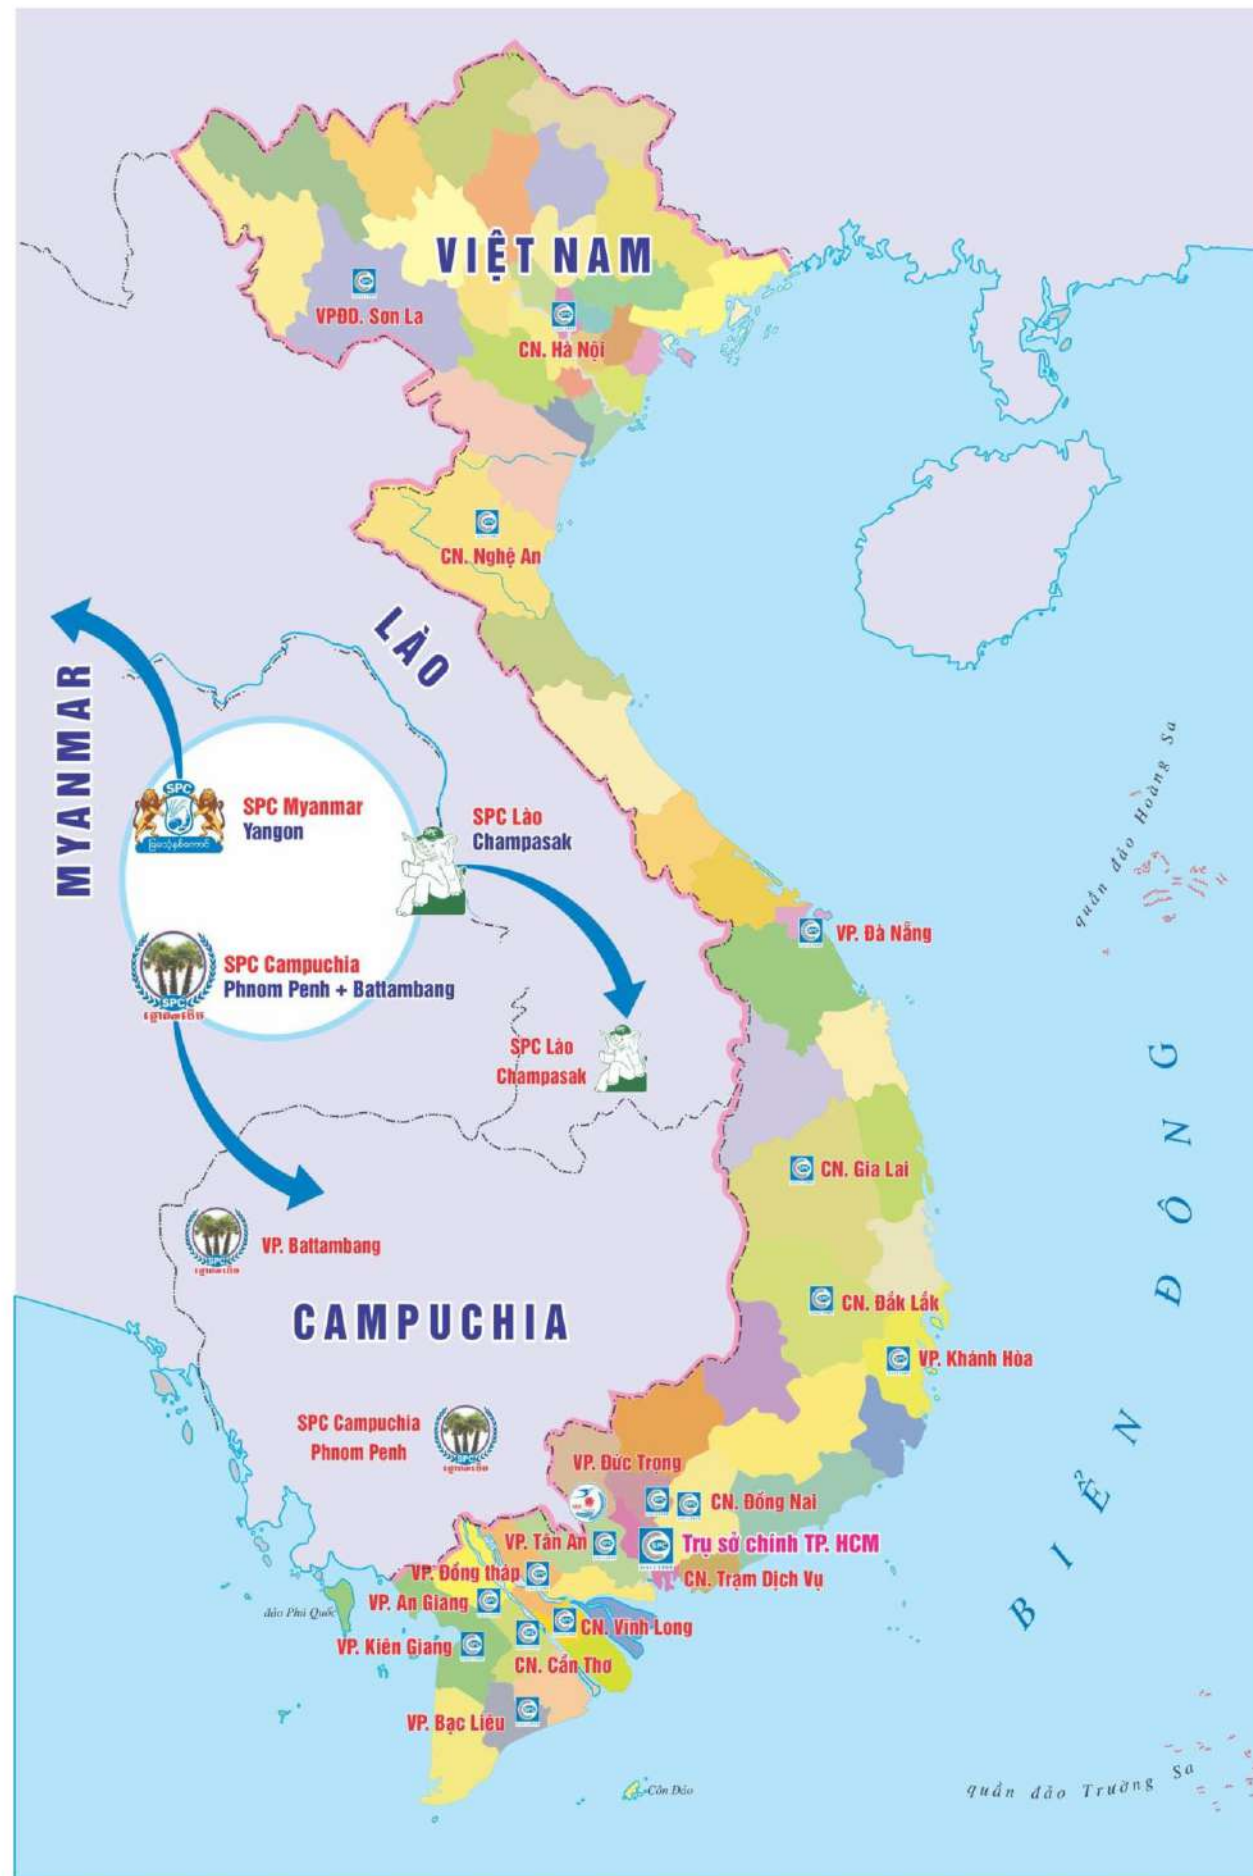 VIỆT NAM
VPĐD. Sơn La
CN. Hà Nội
CN. Nghệ An
LÀO
MYANMAR
SPC
SPC Myanmar
Yangon
SPC Lào
Champasak
quần đảo Hoàng Sa
VP. Đà Nẵng
SPC Campuchia
Phnom Penh + Battambang
SPC
SPC Lào
Champasak
BIỂN ĐÔNG
CN. Gia Lai
VP. Battambang
SPC
CN. Đắk Lắk
CAMPUCHIA
VP. Khánh Hòa
SPC Campuchia
Phnom Penh
SPC
VP. Đức Trọng
CN. Đồng Nai
VP. Tân An
SPC
Trụ sở chính TP. HCM
VP. Đồng tháp
CN. Trạm Dịch Vụ
VP. An Giang
đảo Phú Quốc
CN. Vĩnh Long
VP. Kiên Giang
CN. Cần Thơ
VP. Bạc Liêu
Côn Đảo
quần đảo Trường Sa